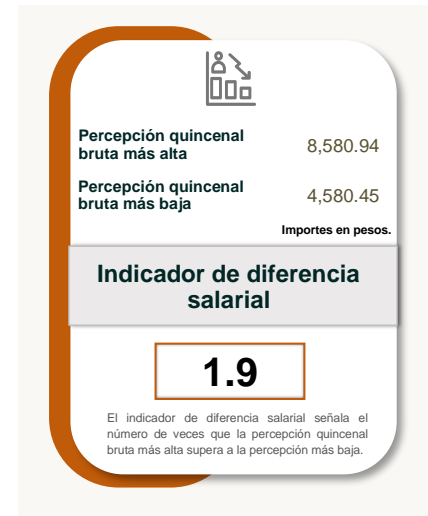 Percepción quincenal
bruta más alta
8,580.94
Percepción quincenal
bruta más baja
4,580.45
Importes en pesos.
Indicador de diferencia
salarial
1.9
El indicador de diferencia salarial señala el
número de veces que la percepción quincenal
bruta más alta supera a la percepción más baja.